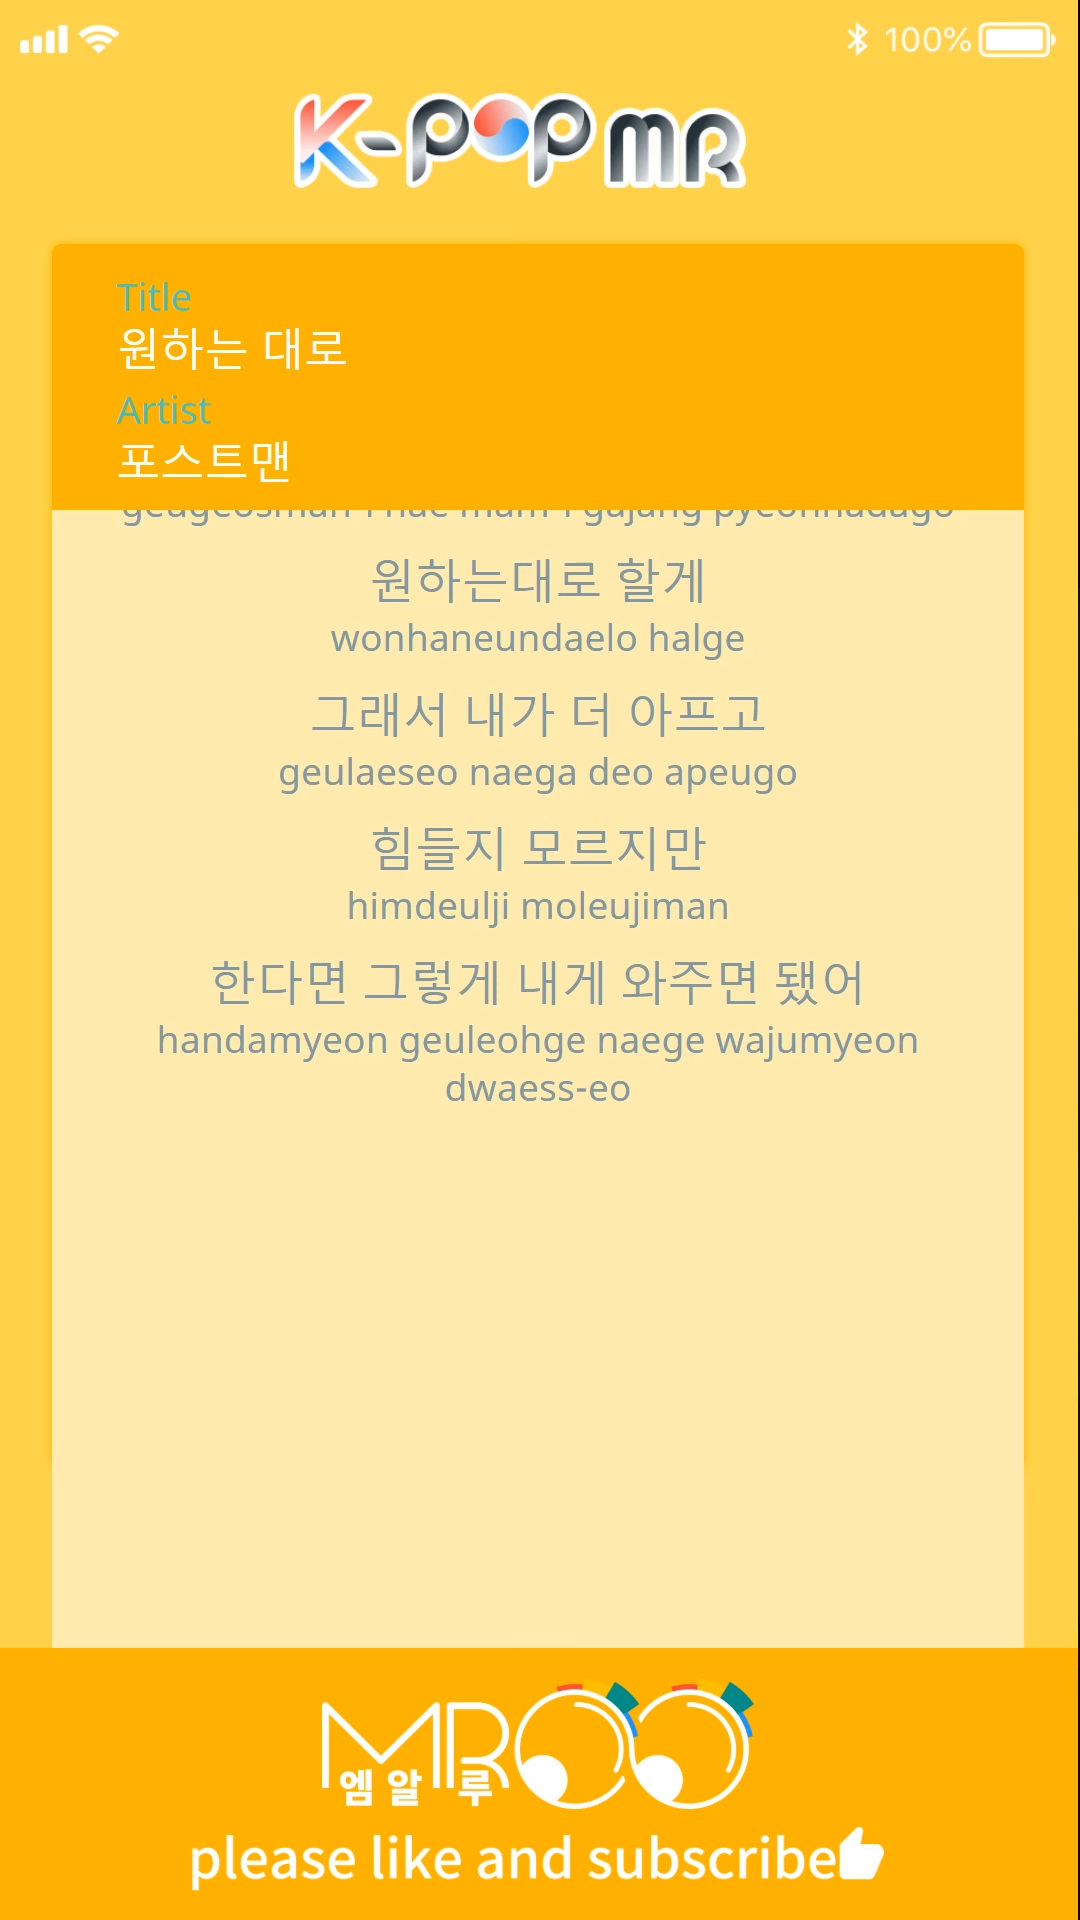 100%
K-POP MR
Title
원하는 대로
Artist
포스트맨
원하는대로 할게
wonhaneundaelo halge
그래서 내가 더 아프고
geulaeseo naega deo apeugo
힘들지 모르지만
himdeulji moleujiman
한다면 그렇게 내게 와주면 됐어
handamyeon geuleohge naege wajumyeon
dwaess-eo
MROO
엠알루
please like and subscribe